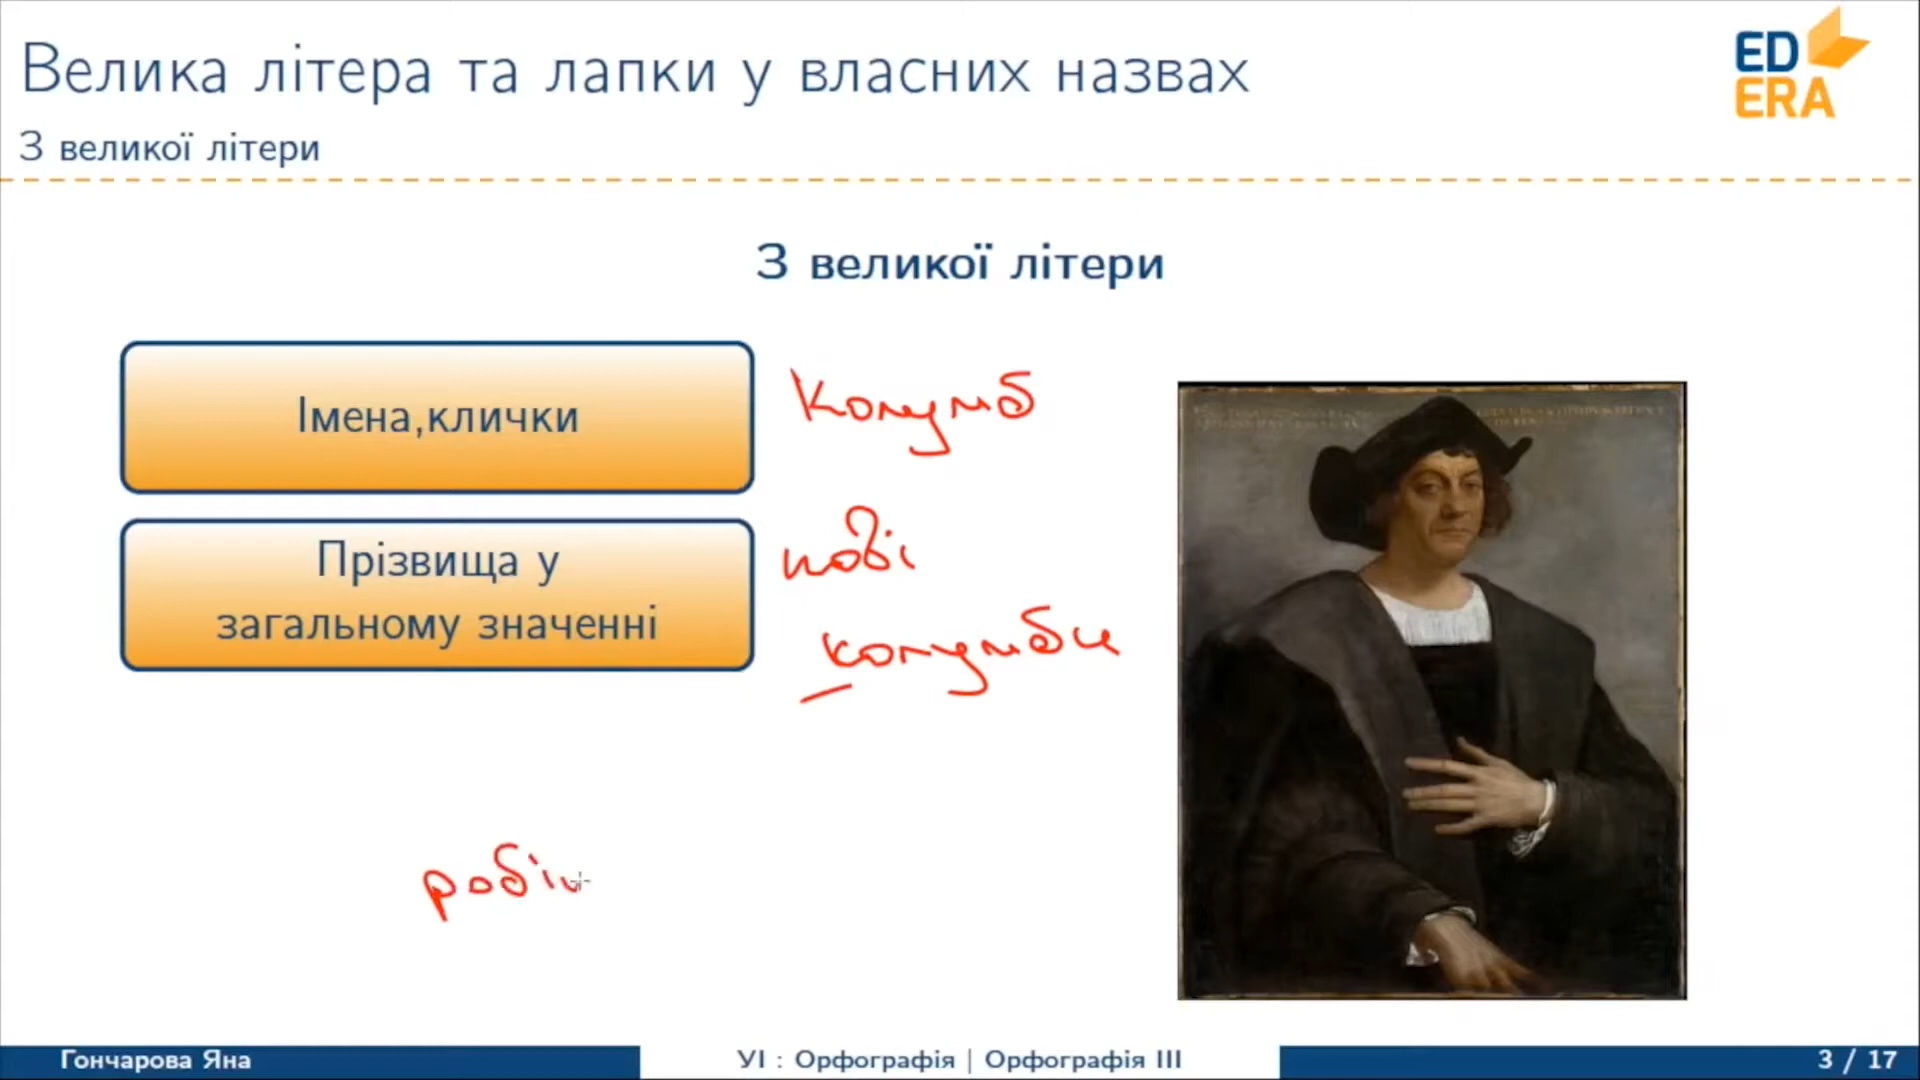 Велика літера та лапки у власних назвах
ED
ERA
З великої літери
З великої літери
Імена,клички
Колумб
Прізвища у
загальному значенні
нові
колумби
Гончарова Яна
УІ : Орфографія | Орфографія III
3 / 17